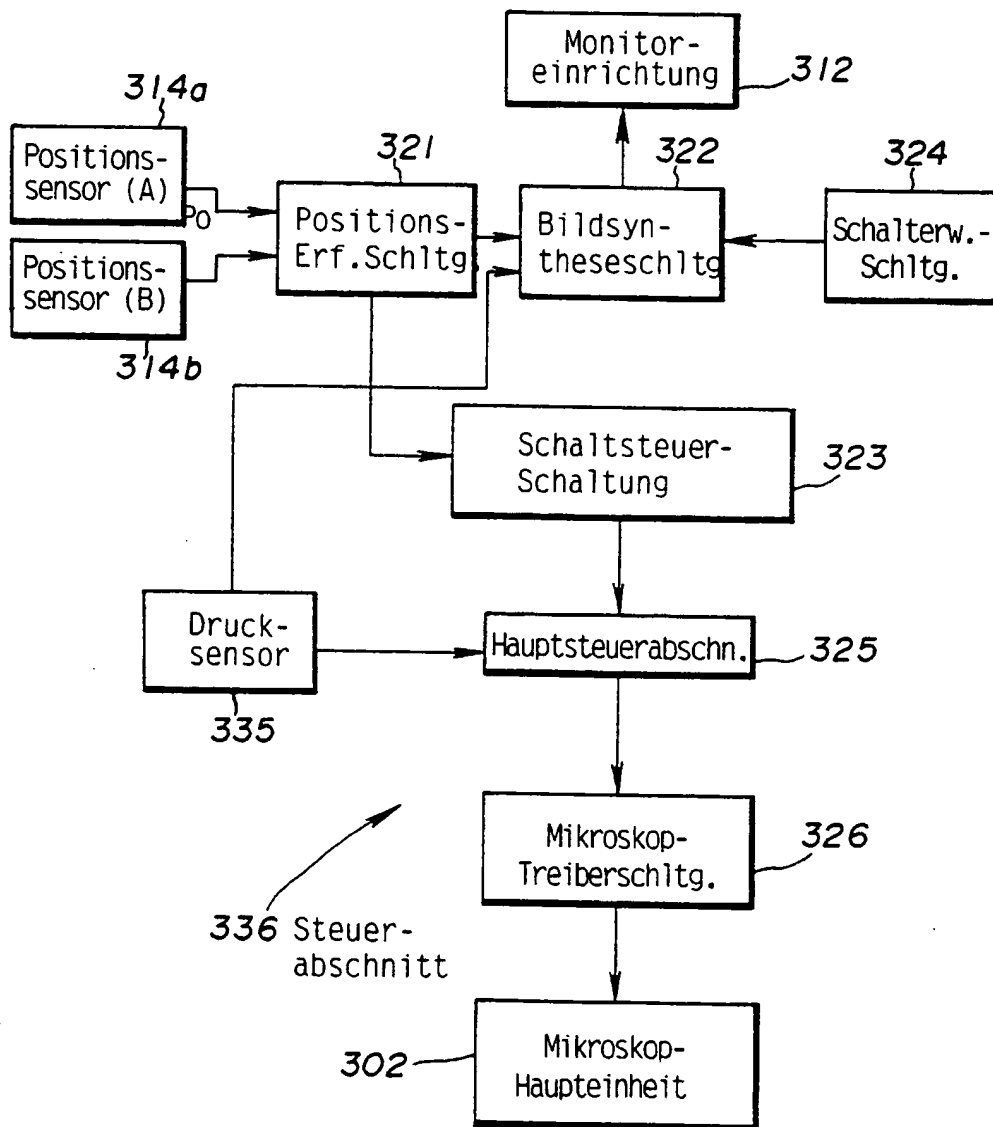 Monitor-
einrichtung
312
314a
Positions-
sensor (A)
Po
321
Positions-
Erf.Schltg.
322
Bildsyn-
theseschltg
324
Schalterw.-
Schltg.
Positions-
sensor (B)
314b
Schaltsteuer-
Schaltung
323
Druck-
sensor
335
Hauptsteuerabschn.
325
Mikroskop-
Treiberschltg.
326
336 Steuer-
abschnitt
302
Mikroskop-
Haupteinheit